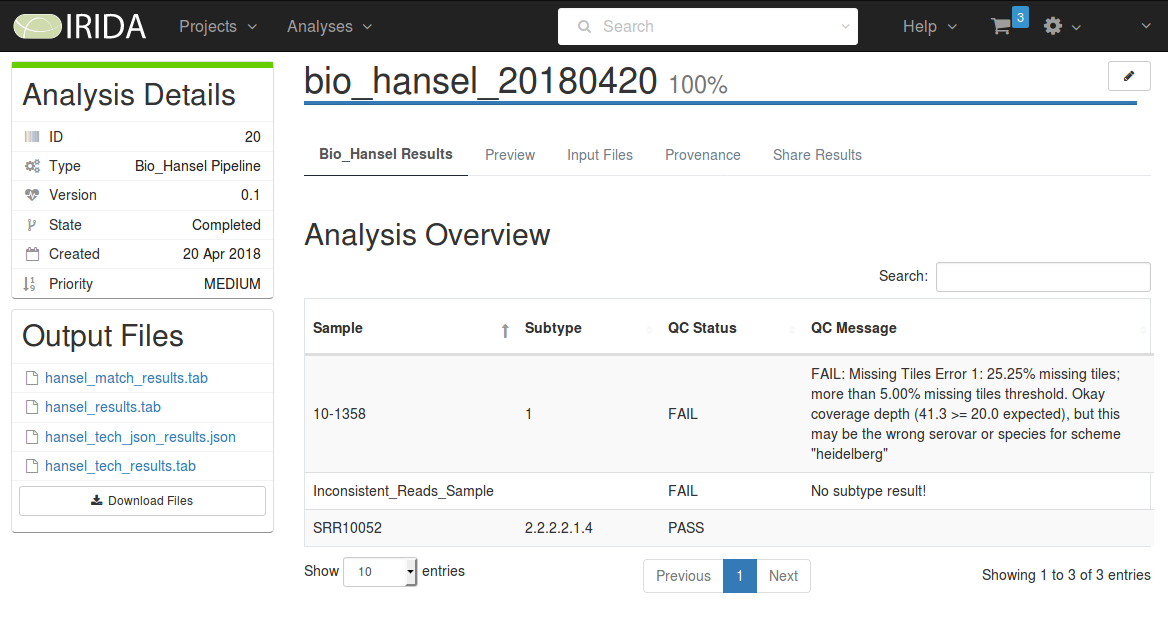 IRIDA Projects Analyses Search Help 3
Analysis Details
ID 20
Type Bio_Hansel Pipeline
Version 0.1
State Completed
Created 20 Apr 2018
Priority MEDIUM
Output Files
hansel_match_results.tab
hansel_results.tab
hansel_tech_json_results.json
hansel_tech_results.tab
Download Files
bio_hansel_20180420 100%
Bio_Hansel Results Preview Input Files Provenance Share Results
Analysis Overview
Search:
Sample Subtype QC Status QC Message
10-1358 1 FAIL FAIL: Missing Tiles Error 1: 25.25% missing tiles;
more than 5.00% missing tiles threshold. Okay
coverage depth (41.3 >= 20.0 expected), but this
may be the wrong serovar or species for scheme
"heidelberg"
Inconsistent_Reads_Sample FAIL No subtype result!
SRR10052 2.2.2.2.1.4 PASS
Show 10 entries Previous 1 Next Showing 1 to 3 of 3 entries